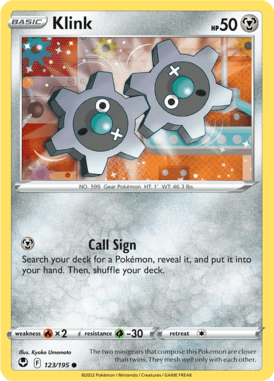 BASIC Klink HP50
NO. 599 Gear Pokémon HT: 1' WT: 46.3 lbs.
Call Sign
Search your deck for a Pokémon, reveal it, and put it
into your hand. Then, shuffle your deck.
weakness ×2 resistance -30 retreat
Illus. Kyoko Umemoto
F 123/195 ●
The two minigears that compose this Pokémon are closer
than twins. They mesh well only with each other.
©2022 Pokémon / Nintendo / Creatures / GAME FREAK